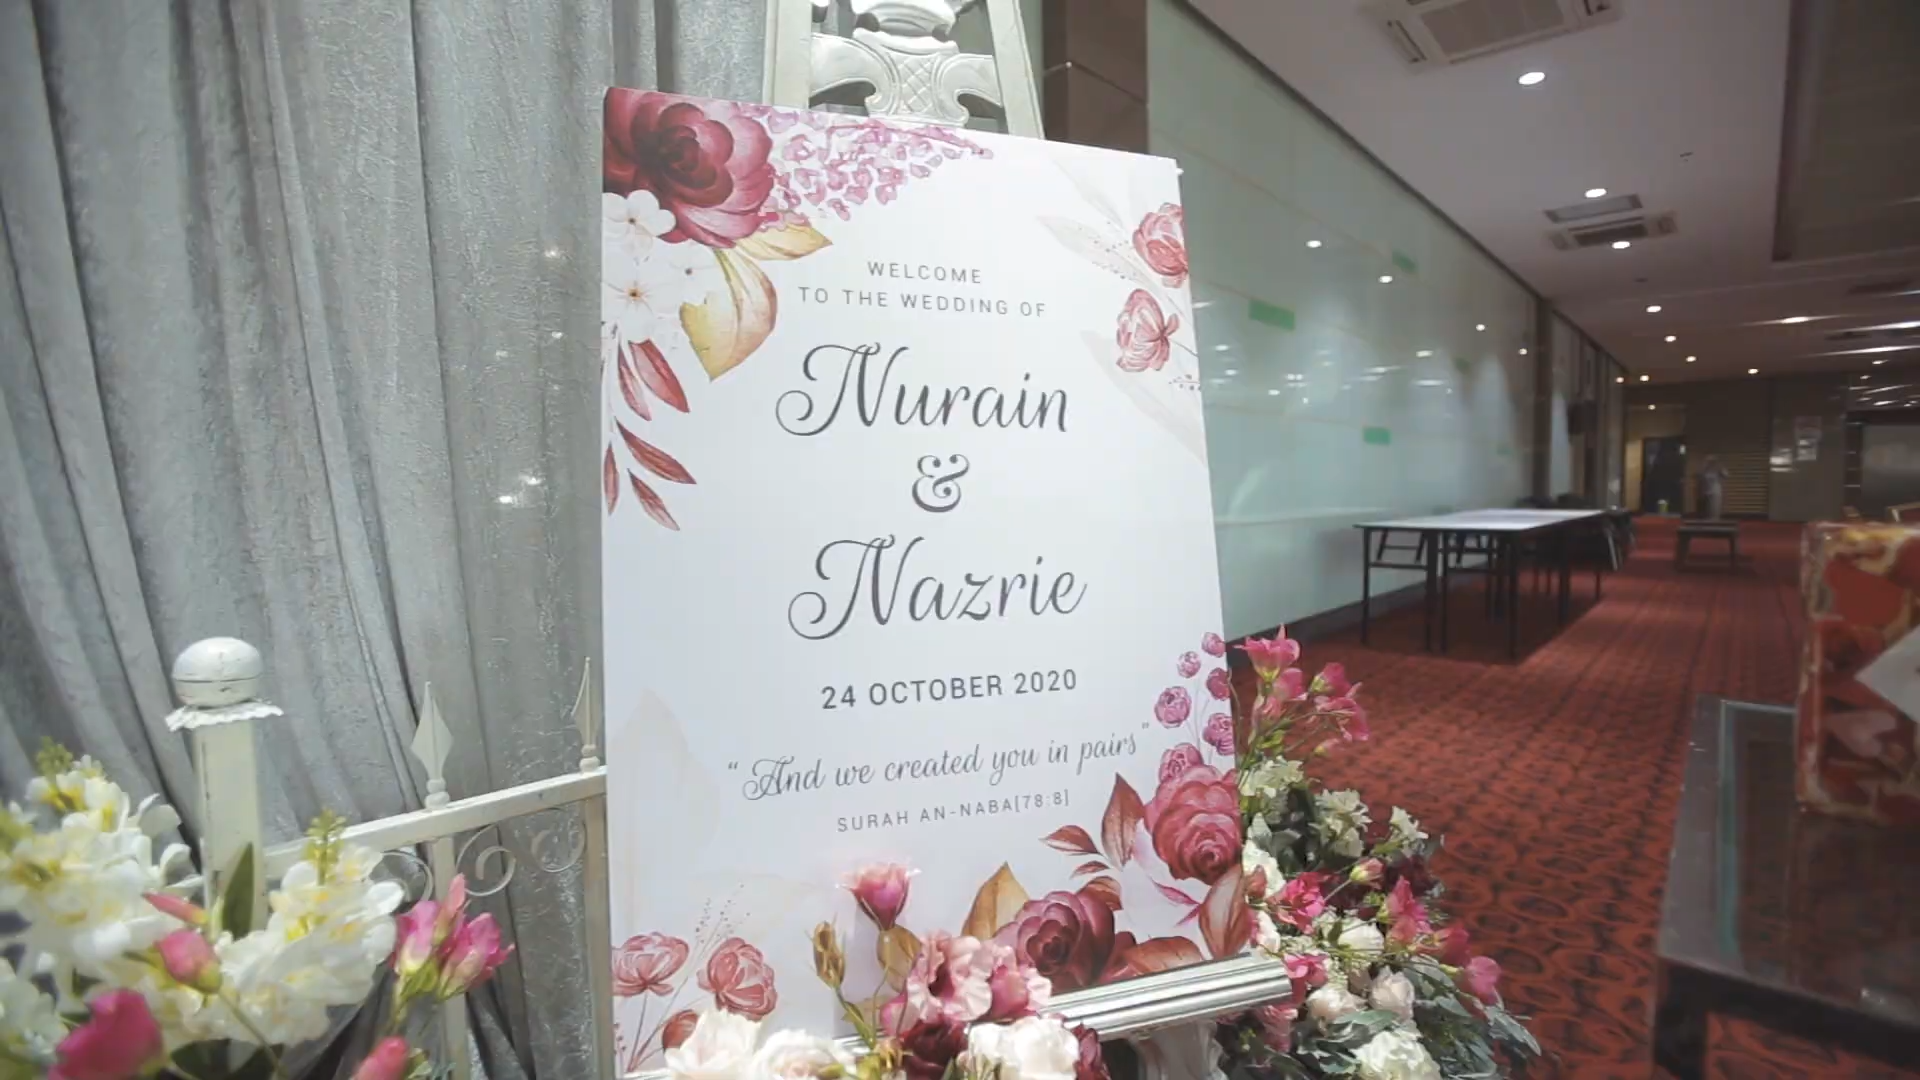 WELCOME
TO THE WEDDING OF
Nurain
&
Nazrie
24 OCTOBER 2020
“And we created you in pairs”
SURAH AN-NABA[78:8]